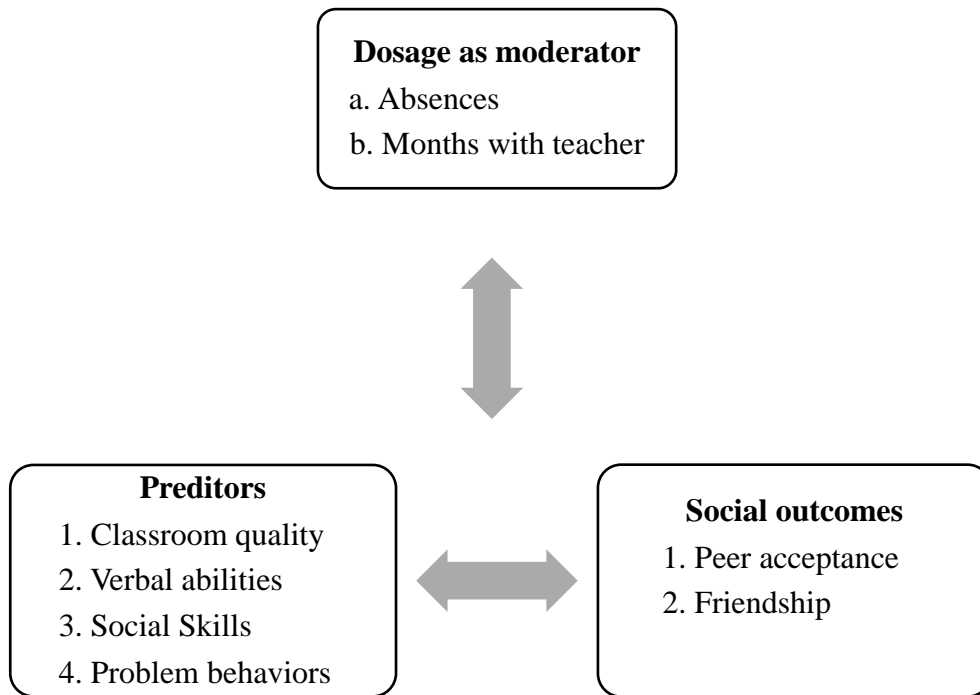 Dosage as moderator
a. Absences
b. Months with teacher
Preditors
1. Classroom quality
2. Verbal abilities
3. Social Skills
4. Problem behaviors
Social outcomes
1. Peer acceptance
2. Friendship